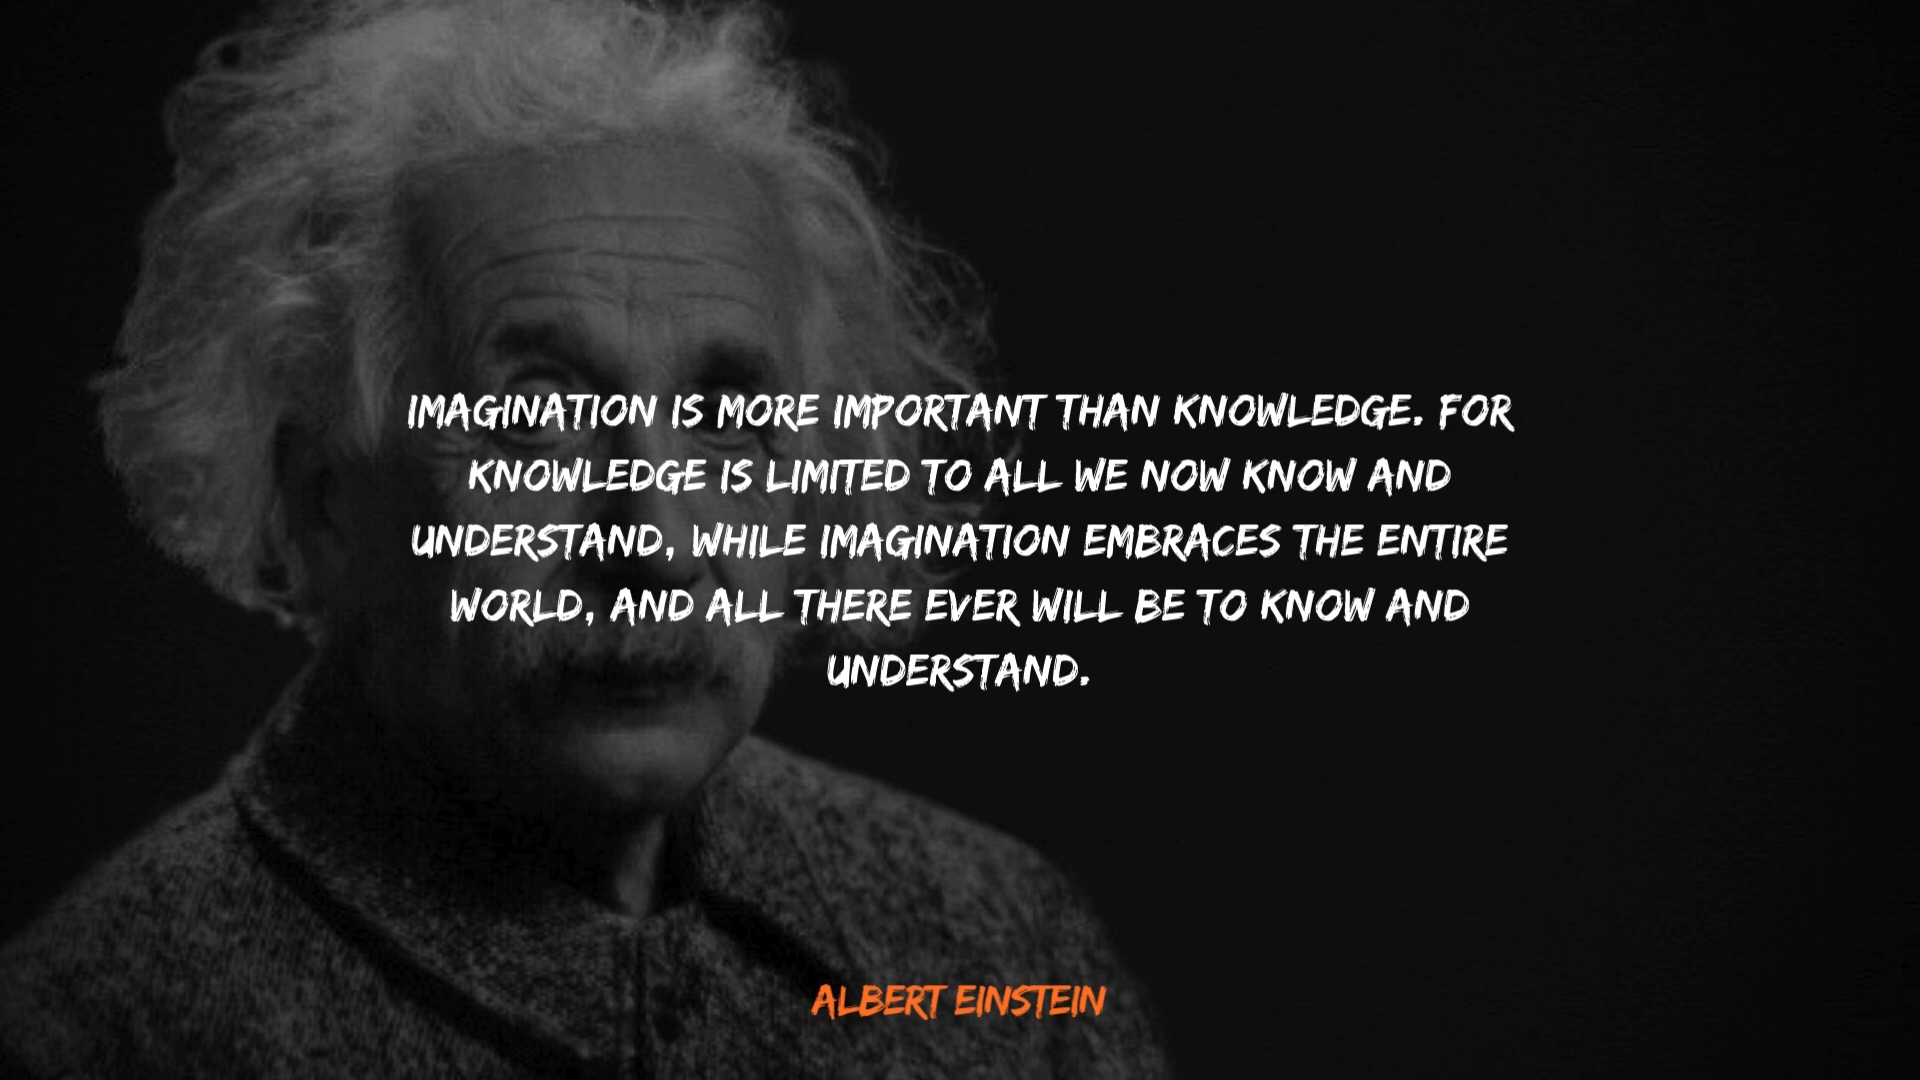 IMAGINATION IS MORE IMPORTANT THAN KNOWLEDGE. FOR
KNOWLEDGE IS LIMITED TO ALL WE NOW KNOW AND
UNDERSTAND, WHILE IMAGINATION EMBRACES THE ENTIRE
WORLD, AND ALL THERE EVER WILL BE TO KNOW AND
UNDERSTAND.
ALBERT EINSTEIN